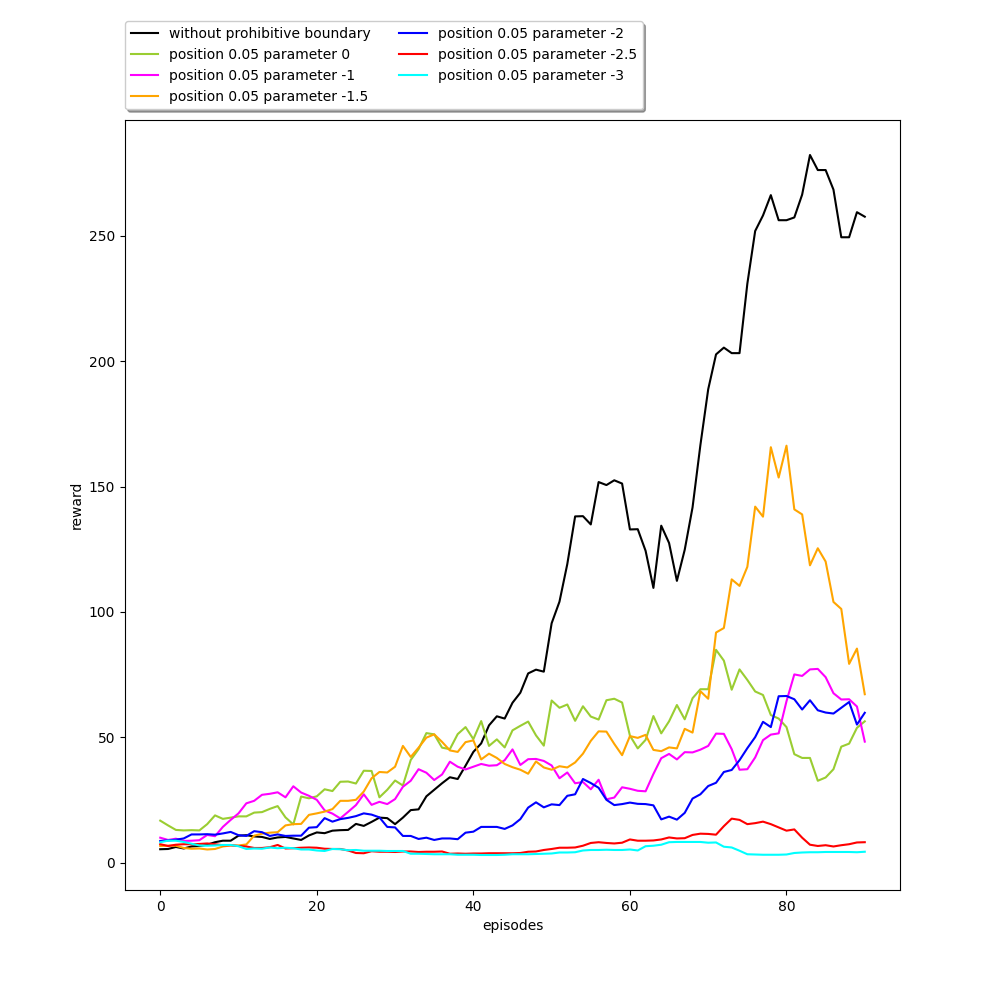 without prohibitive boundary
position 0.05 parameter 0
position 0.05 parameter -1
position 0.05 parameter -1.5
position 0.05 parameter -2
position 0.05 parameter -2.5
position 0.05 parameter -3
250
200
150
100
50
0
reward
0 20 40 60 80
episodes